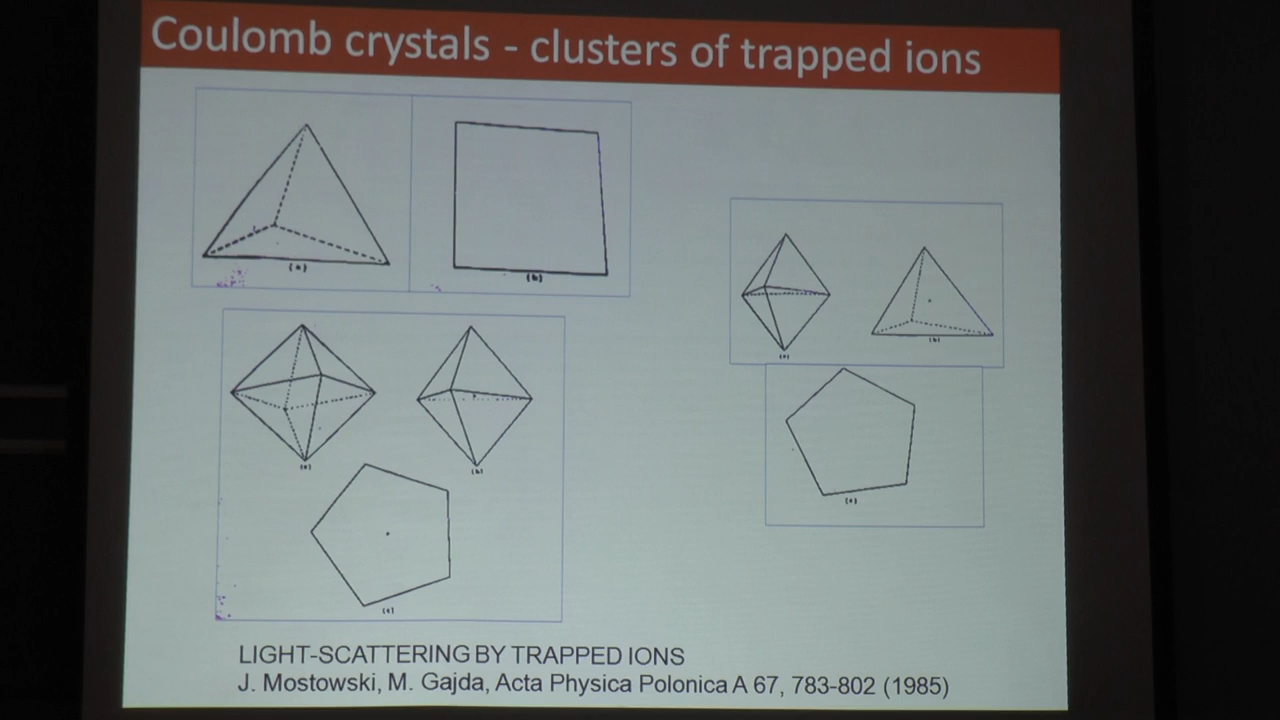 Coulomb crystals - clusters of trapped ions
(a)
(b)
(a)
(b)
(a)
(b)
(c)
(c)
LIGHT-SCATTERING BY TRAPPED IONS
J. Mostowski, M. Gajda, Acta Physica Polonica A 67, 783-802 (1985)